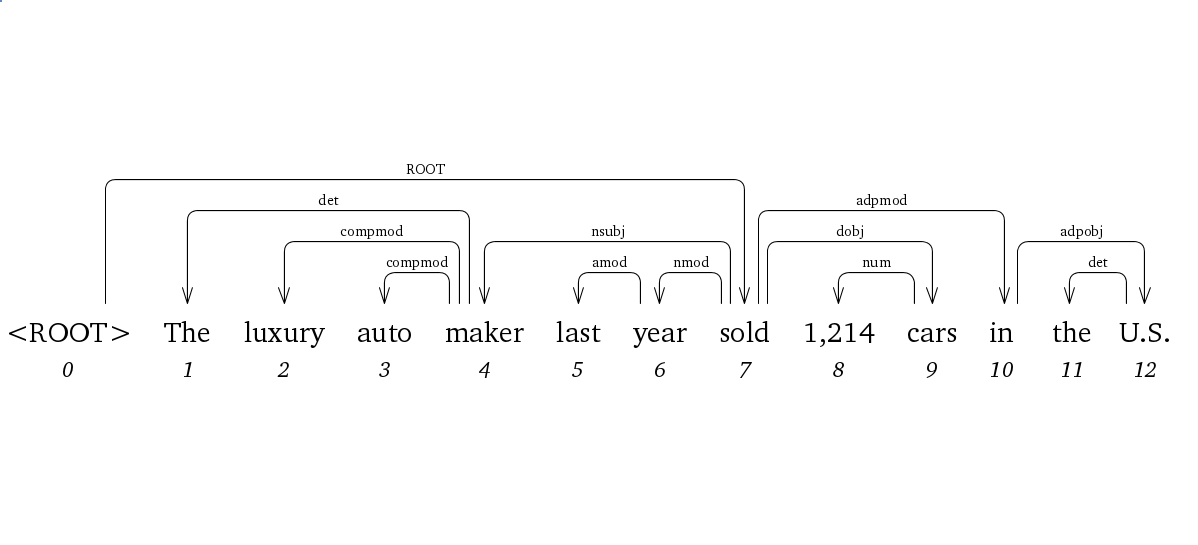 ROOT
det adpmod
compmod nsubj dobj adpobj
compmod amod nmod num det
<ROOT> The luxury auto maker last year sold 1,214 cars in the U.S.
0 1 2 3 4 5 6 7 8 9 10 11 12